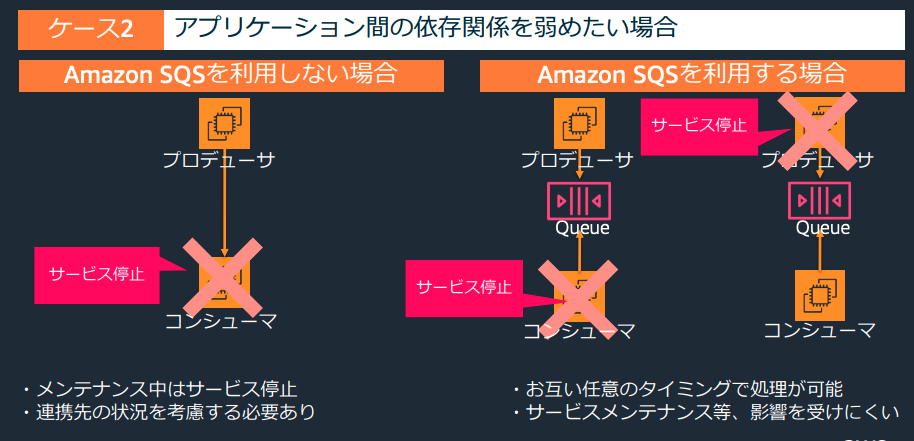 ケース2
アプリケーション間の依存関係を弱めたい場合
Amazon SQSを利用しない場合
プロデューサ
サービス停止
コンシューマ
・メンテナンス中はサービス停止
・連携先の状況を考慮する必要あり
Amazon SQSを利用する場合
プロデューサ
Queue
サービス停止
コンシューマ
サービス停止
プロデューサ
Queue
コンシューマ
・お互い任意のタイミングで処理が可能
・サービスメンテナンス等、影響を受けにくい